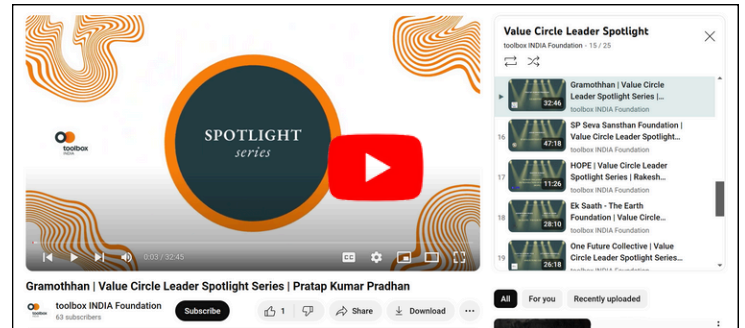 SPOTLIGHT
series
toolbox
INDIA
0:03 / 32:45
CC
Gramothhan | Value Circle Leader Spotlight Series | Pratap Kumar Pradhan
toolbox INDIA Foundation
63 subscribers
Subscribe
1
Share
Download
Value Circle Leader Spotlight
toolbox INDIA Foundation - 15 / 25
Gramothhan | Value Circle
Leader Spotlight Series |...
toolbox INDIA Foundation
32:46
16
SP Seva Sansthan Foundation |
Value Circle Leader Spotlight...
toolbox INDIA Foundation
47:18
17
HOPE | Value Circle Leader
Spotlight Series | Rakesh...
toolbox INDIA Foundation
11:26
18
Ek Saath - The Earth
Foundation | Value Circle...
toolbox INDIA Foundation
28:10
19
One Future Collective | Value
Circle Leader Spotlight Series...
toolbox INDIA Foundation
26:18
All
For you
Recently uploaded